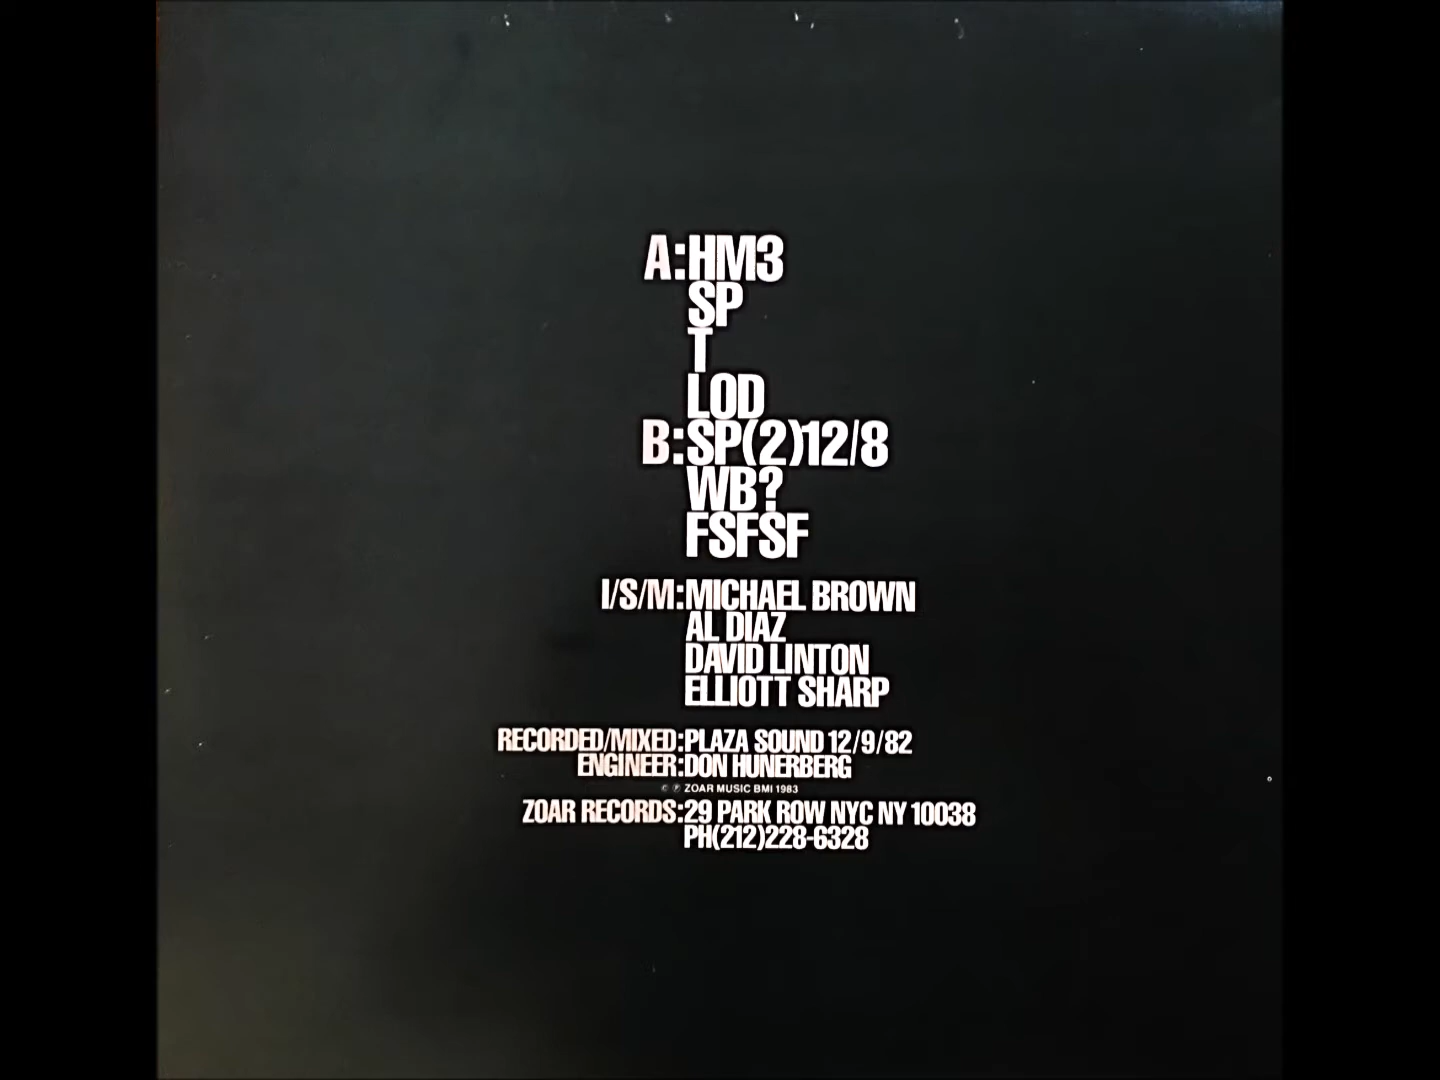 A:HM3
SP
T
LOD
B:SP(2)12/8
WB?
FSFSF
I/S/M:MICHAEL BROWN
AL DIAZ
DAVID LINTON
ELLIOTT SHARP
RECORDED/MIXED:PLAZA SOUND 12/9/82
ENGINEER:DON HUNERBERG
© ℗ ZOAR MUSIC BMI 1983
ZOAR RECORDS:29 PARK ROW NYC NY 10038
PH(212)228-6328